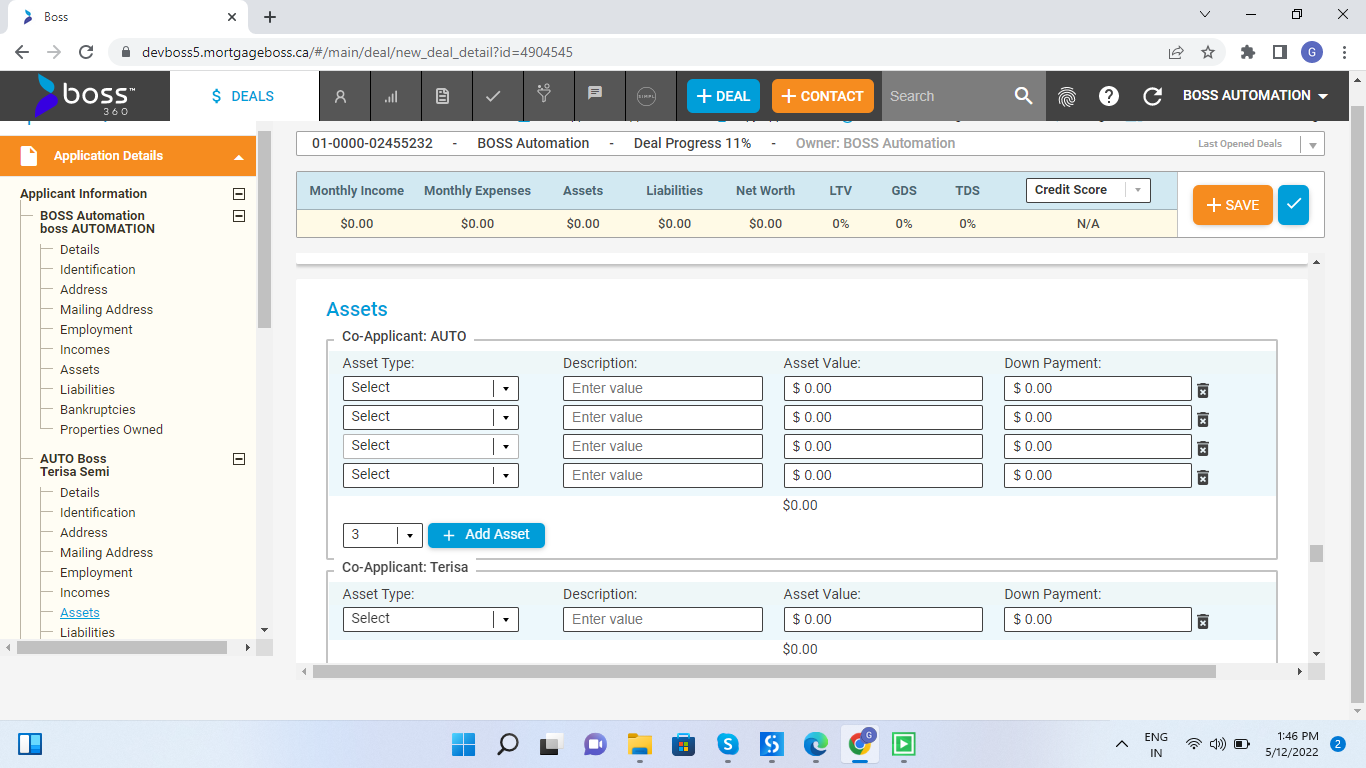 Boss
devboss5.mortgageboss.ca/#/main/deal/new_deal_detail?id=4904545
G
boss™
360
$ DEALS
SIMPL
+ DEAL
+ CONTACT
Search
BOSS AUTOMATION
Application Details
Applicant Information
BOSS Automation
boss AUTOMATION
Details
Identification
Address
Mailing Address
Employment
Incomes
Assets
Liabilities
Bankruptcies
Properties Owned
AUTO Boss
Terisa Semi
Details
Identification
Address
Mailing Address
Employment
Incomes
Assets
Liabilities
01-0000-02455232 - BOSS Automation - Deal Progress 11% - Owner: BOSS Automation
Last Opened Deals
Monthly Income Monthly Expenses Assets Liabilities Net Worth LTV GDS TDS Credit Score
$0.00 $0.00 $0.00 $0.00 $0.00 0% 0% 0% N/A
+ SAVE
Assets
Co-Applicant: AUTO
Asset Type: Description: Asset Value: Down Payment:
Select Enter value $ 0.00 $ 0.00
Select Enter value $ 0.00 $ 0.00
Select Enter value $ 0.00 $ 0.00
Select Enter value $ 0.00 $ 0.00
$0.00
3 + Add Asset
Co-Applicant: Terisa
Asset Type: Description: Asset Value: Down Payment:
Select Enter value $ 0.00 $ 0.00
$0.00
G
ENG
IN
1:46 PM
5/12/2022
2